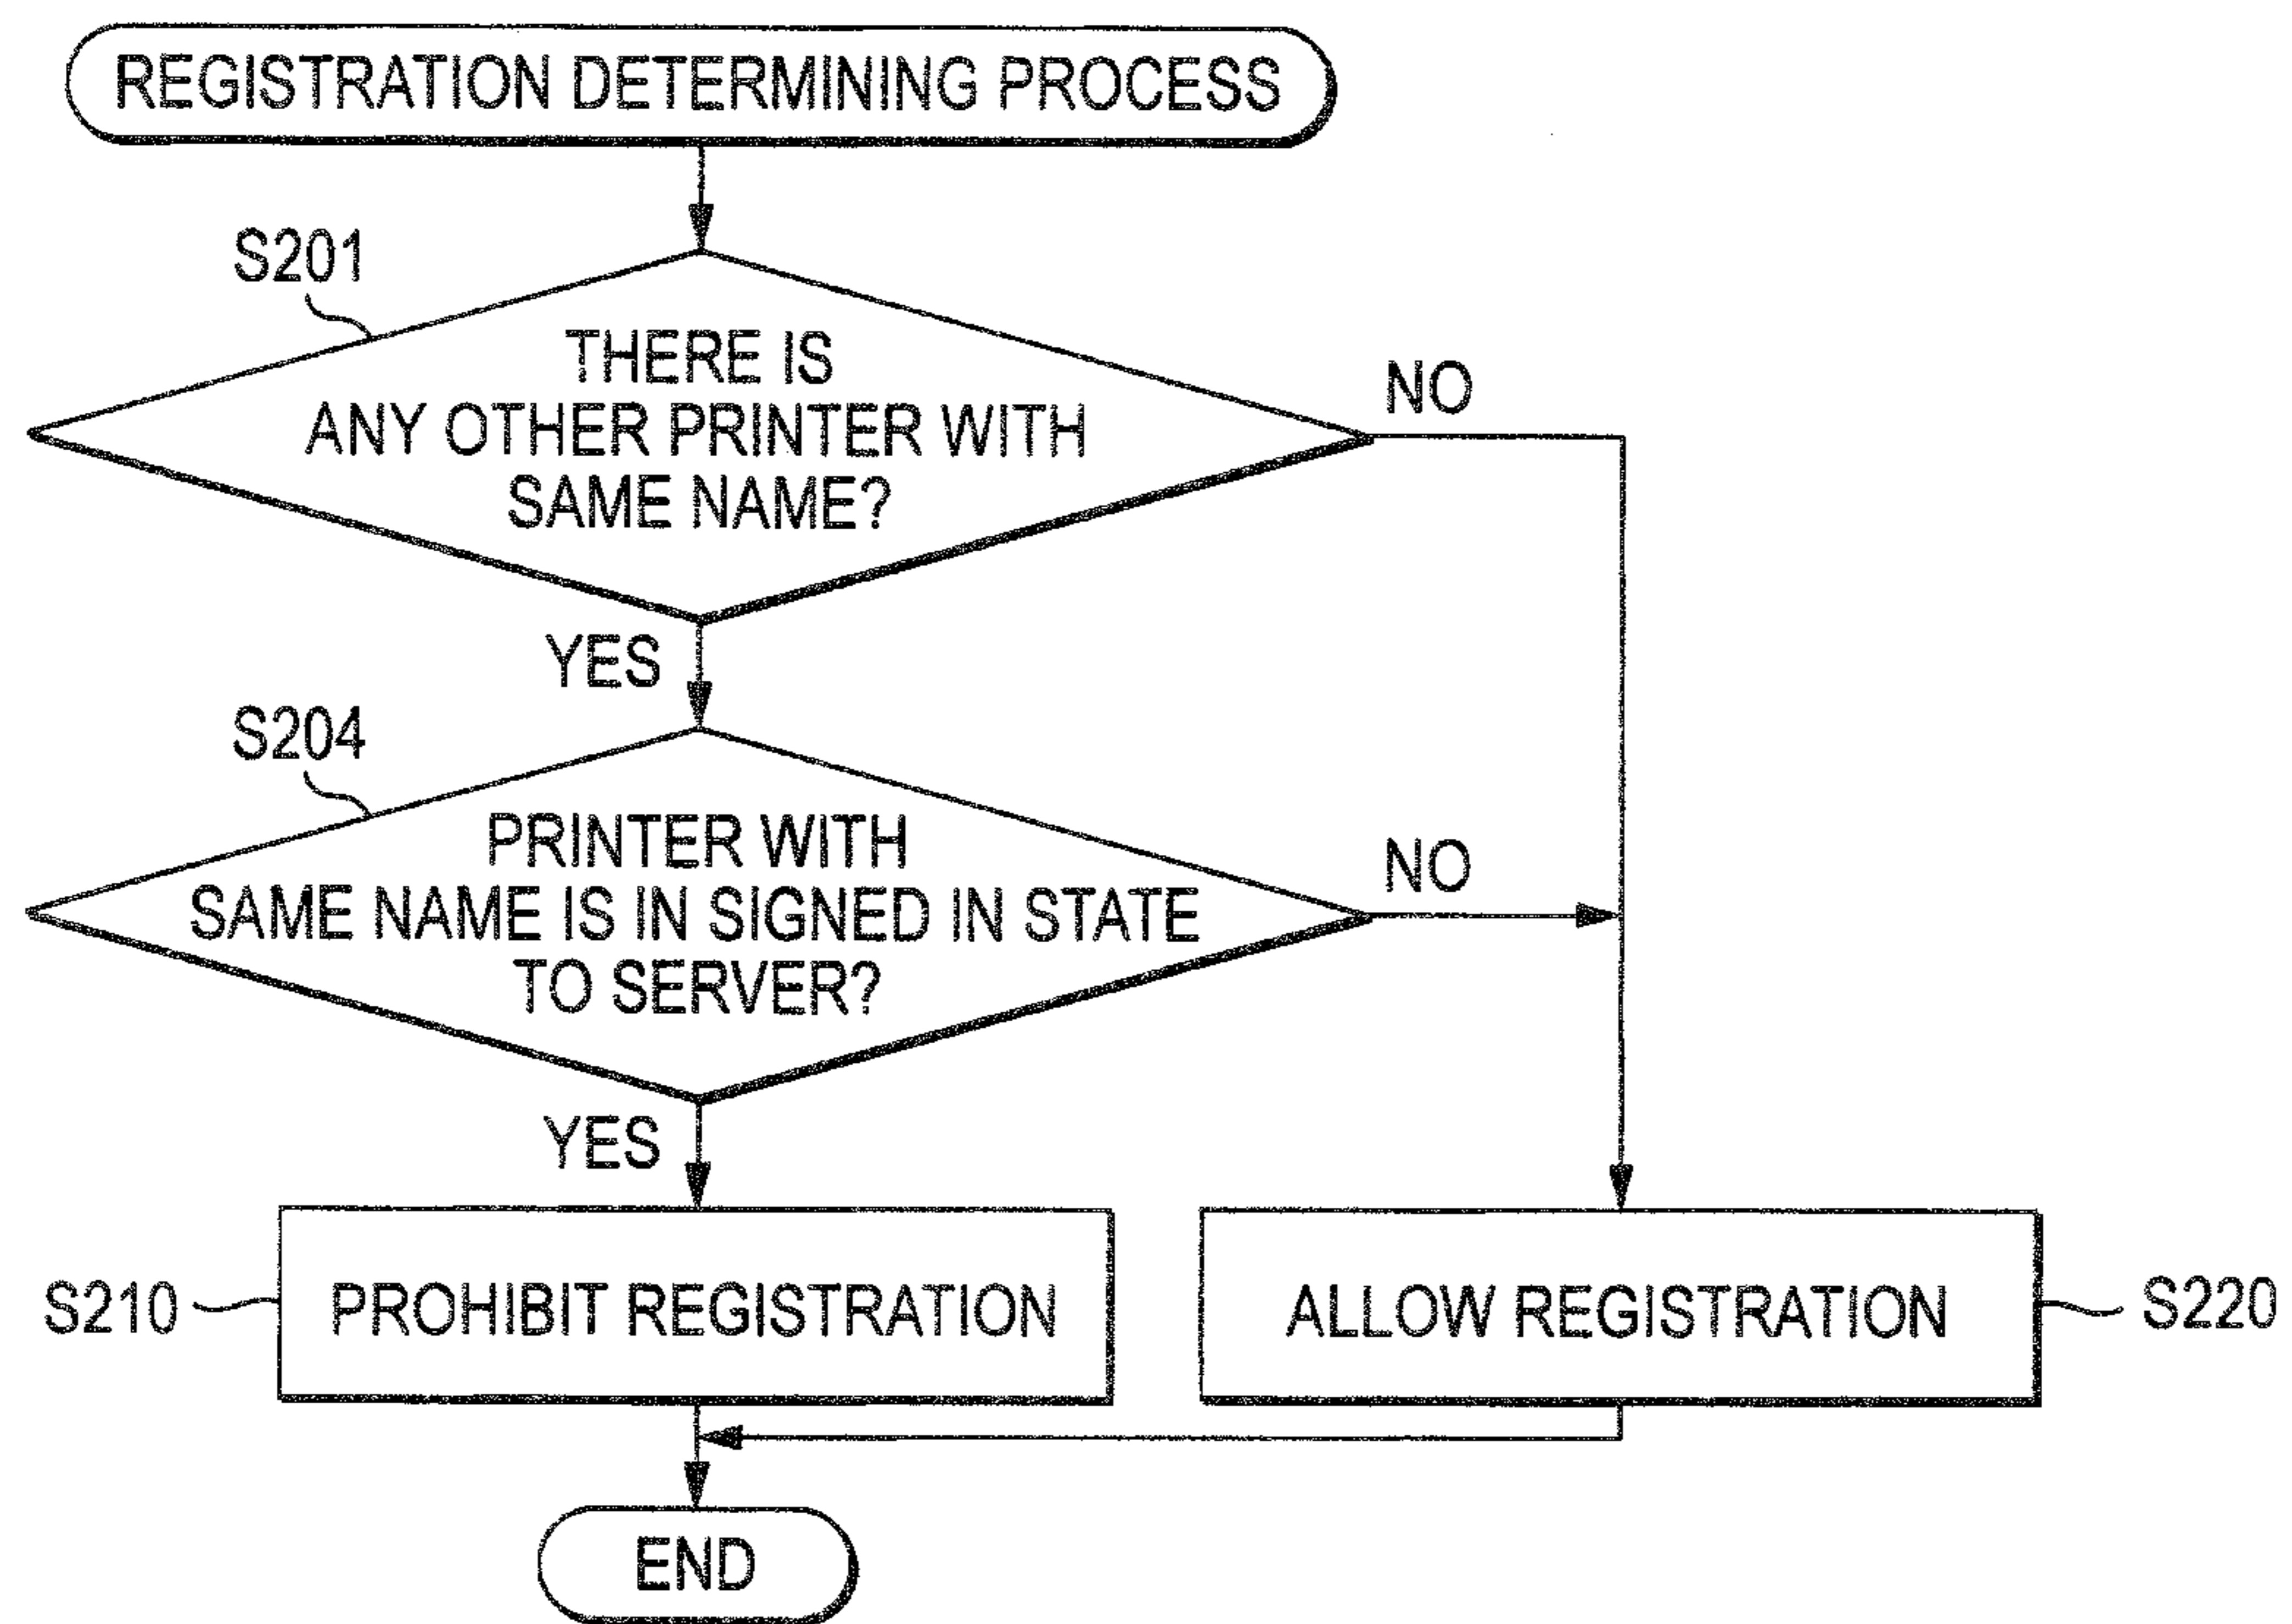 REGISTRATION DETERMINING PROCESS
S201
THERE IS
ANY OTHER PRINTER WITH
SAME NAME?
NO
YES
S204
PRINTER WITH
SAME NAME IS IN SIGNED IN STATE
TO SERVER?
NO
YES
S210
PROHIBIT REGISTRATION
ALLOW REGISTRATION
S220
END